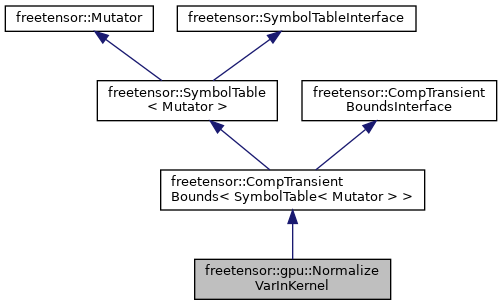 freetensor::Mutator
freetensor::SymbolTableInterface
freetensor::SymbolTable
< Mutator >
freetensor::CompTransient
BoundsInterface
freetensor::CompTransient
Bounds< SymbolTable< Mutator > >
freetensor::gpu::Normalize
VarInKernel